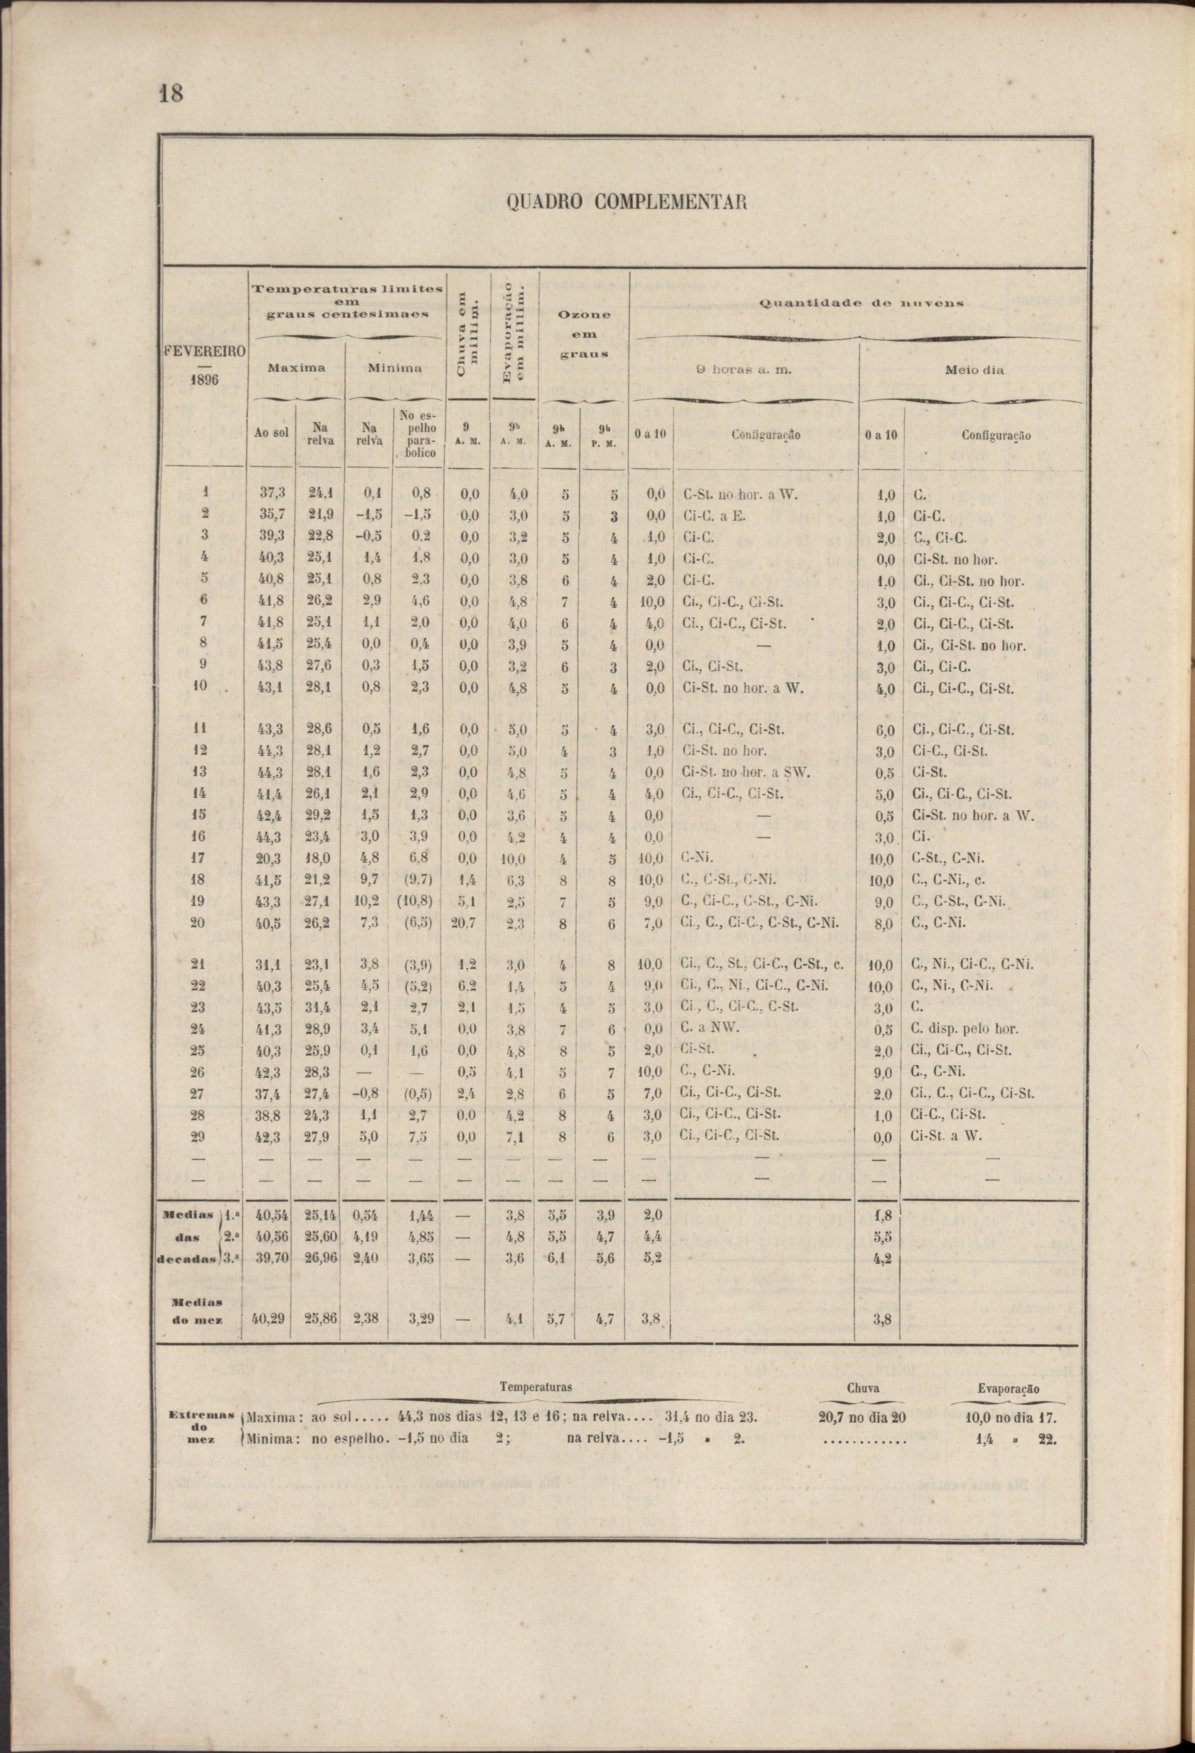 18
QUADRO COMPLEMENTAR
FEVEREIRO
—
1896
Temperaturas limites
em
graus centesimaes
Chuva em
millim.
Evaporação
em millim.
Ozone
em
graus
Quantidade de nuvens
Maxima Minima 9 horas a. m. Meio dia
Ao sol Na relva Na relva No espelho parabolico 9 A. M. 9h A. M. 9h A. M. 9h P. M. 0 a 10 Configuração 0 a 10 Configuração
1 37,3 24,1 0,1 0,8 0,0 4,0 5 5 0,0 C-St. no hor. a W. 1,0 C.
2 35,7 21,9 -1,5 -1,5 0,0 3,0 5 3 0,0 Ci-C. a E. 1,0 Ci-C.
3 39,3 22,8 -0,5 0,2 0,0 3,2 5 4 1,0 Ci-C. 2,0 C., Ci-C.
4 40,3 25,1 1,4 1,8 0,0 3,0 5 4 1,0 Ci-C. 0,0 Ci-St. no hor.
5 40,8 25,1 0,8 2,3 0,0 3,8 6 4 2,0 Ci-C. 1,0 Ci., Ci-St. no hor.
6 41,8 26,2 2,9 4,6 0,0 4,8 7 4 10,0 Ci., Ci-C., Ci-St. 3,0 Ci., Ci-C., Ci-St.
7 41,8 25,1 1,1 2,0 0,0 4,0 6 4 4,0 Ci., Ci-C., Ci-St. 2,0 Ci., Ci-C., Ci-St.
8 41,5 25,4 0,0 0,4 0,0 3,9 5 4 0,0 — 1,0 Ci., Ci-St. no hor.
9 43,8 27,6 0,3 1,5 0,0 3,2 6 3 2,0 Ci., Ci-St. 3,0 Ci., Ci-C.
10 43,1 28,1 0,8 2,3 0,0 4,8 5 4 0,0 Ci-St. no hor. a W. 4,0 Ci., Ci-C., Ci-St.
11 43,3 28,6 0,5 1,6 0,0 5,0 5 4 3,0 Ci., Ci-C., Ci-St. 6,0 Ci., Ci-C., Ci-St.
12 44,3 28,1 1,2 2,7 0,0 5,0 4 3 1,0 Ci-St. no hor. 3,0 Ci-C., Ci-St.
13 44,3 28,1 1,6 2,3 0,0 4,8 5 4 0,0 Ci-St. no hor. a SW. 0,5 Ci-St.
14 41,4 26,1 2,1 2,9 0,0 4,6 5 4 4,0 Ci., Ci-C., Ci-St. 5,0 Ci., Ci-C., Ci-St.
15 42,4 29,2 1,5 1,3 0,0 3,6 5 4 0,0 — 0,5 Ci-St. no hor. a W.
16 44,3 23,4 3,0 3,9 0,0 4,2 4 4 0,0 — 3,0 Ci.
17 20,3 18,0 4,8 6,8 0,0 10,0 4 5 10,0 C-Ni. 10,0 C-St., C-Ni.
18 41,5 21,2 9,7 (9,7) 1,4 6,3 8 8 10,0 C., C-St., C-Ni. 10,0 C., C-Ni., c.
19 43,3 27,1 10,2 (10,8) 5,1 2,5 7 5 9,0 C., Ci-C., C-St., C-Ni. 9,0 C., C-St., C-Ni.
20 40,5 26,2 7,3 (6,5) 20,7 2,3 8 6 7,0 Ci., C., Ci-C., C-St., C-Ni. 8,0 C., C-Ni.
21 31,1 23,1 3,8 (3,9) 1,2 3,0 4 8 10,0 Ci., C., St., Ci-C., C-St., c. 10,0 C., Ni., Ci-C., C-Ni.
22 40,3 25,4 4,5 (5,2) 6,2 1,4 5 4 9,0 Ci., C., Ni., Ci-C., C-Ni. 10,0 C., Ni., C-Ni.
23 43,5 31,4 2,1 2,7 2,1 1,5 4 5 3,0 Ci., C., Ci-C., C-St. 3,0 C.
24 41,3 28,9 3,4 5,1 0,0 3,8 7 6 0,0 C. a NW. 0,5 C. disp. pelo hor.
25 40,3 25,9 0,1 1,6 0,0 4,8 8 5 2,0 Ci-St. 2,0 Ci., Ci-C., Ci-St.
26 42,3 28,3 — — 0,5 4,1 5 7 10,0 C., C-Ni. 9,0 C., C-Ni.
27 37,4 27,4 -0,8 (0,5) 2,4 2,8 6 5 7,0 Ci., Ci-C., Ci-St. 2,0 Ci., C., Ci-C., Ci-St.
28 38,8 24,3 1,1 2,7 0,0 4,2 8 4 3,0 Ci., Ci-C., Ci-St. 1,0 Ci-C., Ci-St.
29 42,3 27,9 5,0 7,5 0,0 7,1 8 6 3,0 Ci., Ci-C., Ci-St. 0,0 Ci-St. a W.
— — — — — — — — — — — — —
— — — — — — — — — — — — —
Medias 1.ª 40,54 25,14 0,54 1,44 — 3,8 5,5 3,9 2,0 1,8
das 2.ª 40,56 25,60 4,19 4,85 — 4,8 5,5 4,7 4,4 5,5
decadas 3.ª 39,70 26,96 2,40 3,65 — 3,6 6,1 5,6 5,2 4,2
Medias
do mez 40,29 25,86 2,38 3,29 — 4,1 5,7 4,7 3,8 3,8
Temperaturas Chuva Evaporação
Extremas
do
mez
Maxima: ao sol..... 44,3 nos dias 12, 13 e 16; na relva.... 31,4 no dia 23. 20,7 no dia 20 10,0 no dia 17.
Minima: no espelho. -1,5 no dia 2; na relva.... -1,5 » 2. ............ 1,4 » 22.